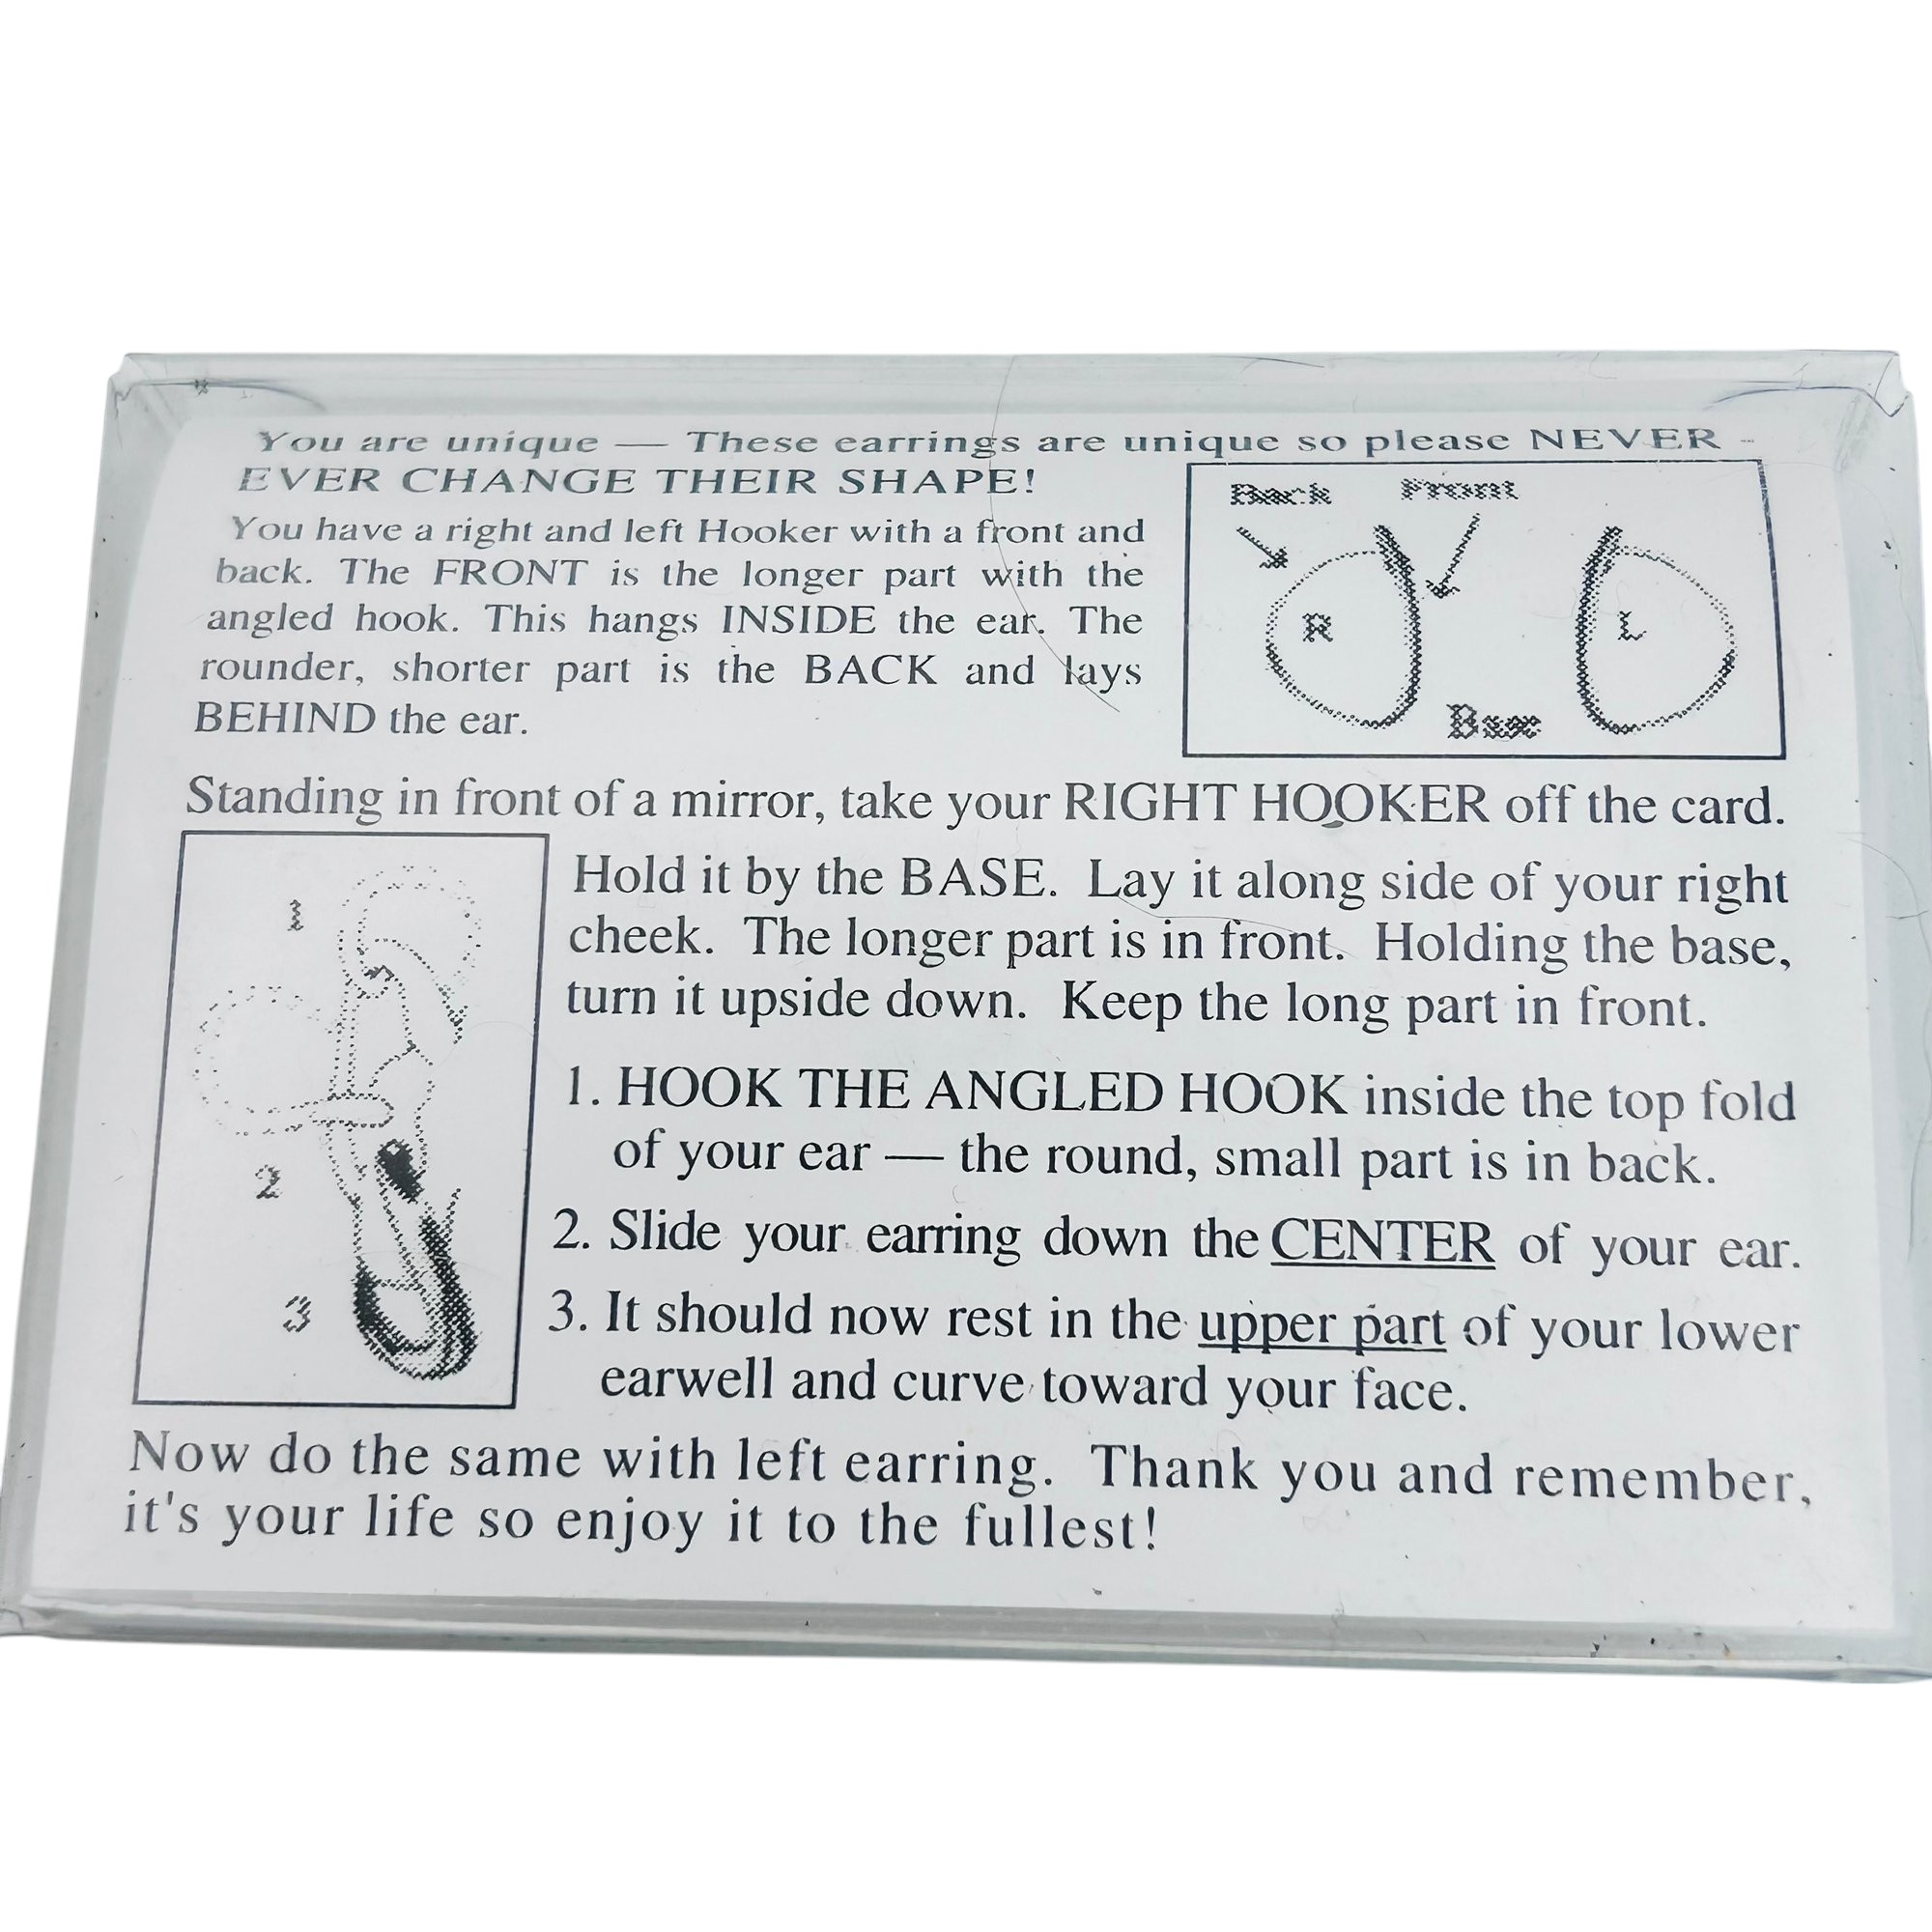 You are unique — These earrings are unique so please NEVER -
EVER CHANGE THEIR SHAPE!
You have a right and left Hooker with a front and
back. The FRONT is the longer part with the
angled hook. This hangs INSIDE the ear. The
rounder, shorter part is the BACK and lays
BEHIND the ear.
Back Front
R L
Base
Standing in front of a mirror, take your RIGHT HOOKER off the card.
Hold it by the BASE. Lay it along side of your right
cheek. The longer part is in front. Holding the base,
turn it upside down. Keep the long part in front.
1
2
3
1. HOOK THE ANGLED HOOK inside the top fold
of your ear — the round, small part is in back.
2. Slide your earring down the CENTER of your ear.
3. It should now rest in the upper part of your lower
earwell and curve toward your face.
Now do the same with left earring. Thank you and remember,
it's your life so enjoy it to the fullest!